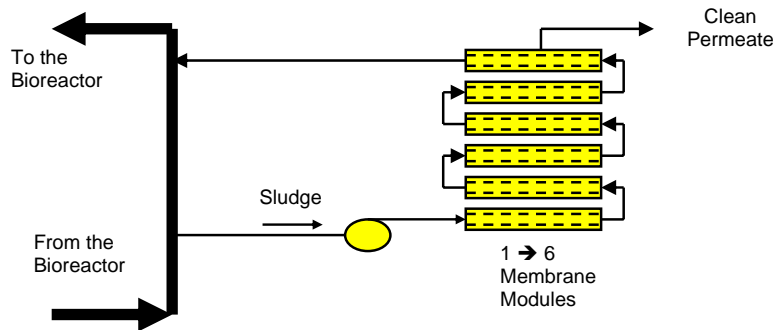 Clean
Permeate
To the
Bioreactor
Sludge
From the
Bioreactor
1 ➔ 6
Membrane
Modules